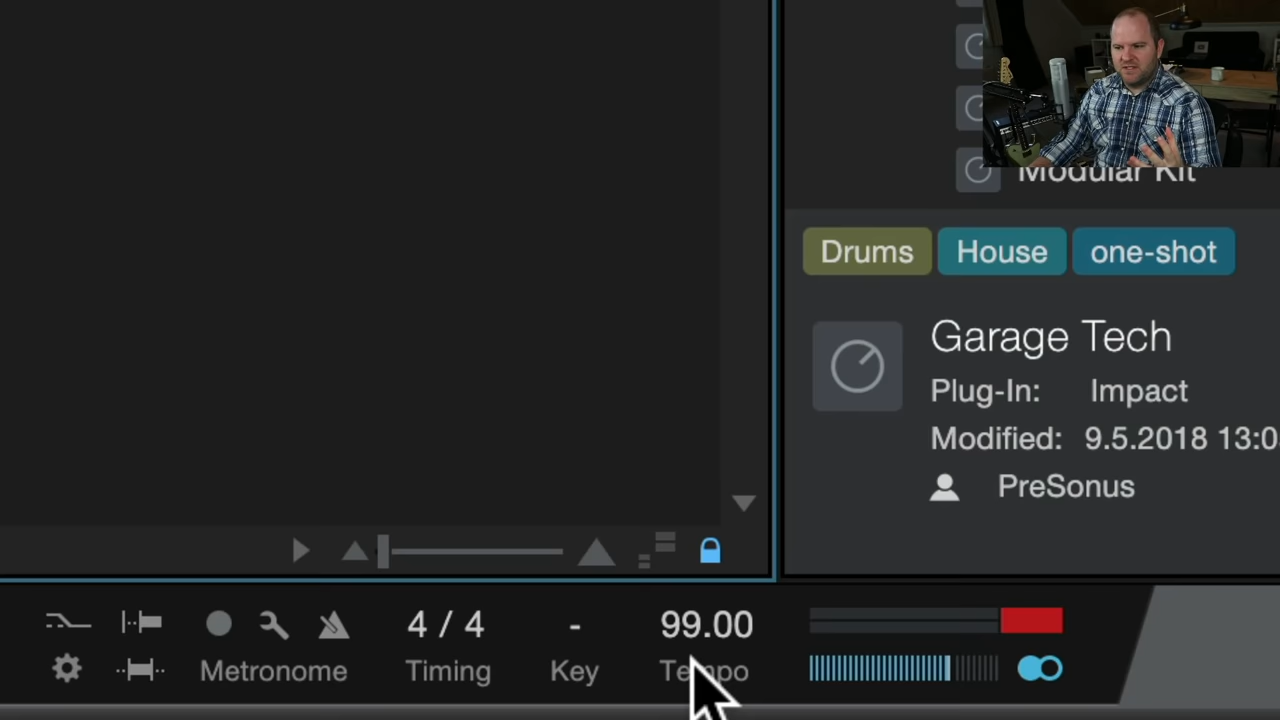 Modular Kit
Drums House one-shot
Garage Tech
Plug-In: Impact
Modified: 9.5.2018 13:0
PreSonus
4 / 4 - 99.00
Metronome Timing Key Tempo